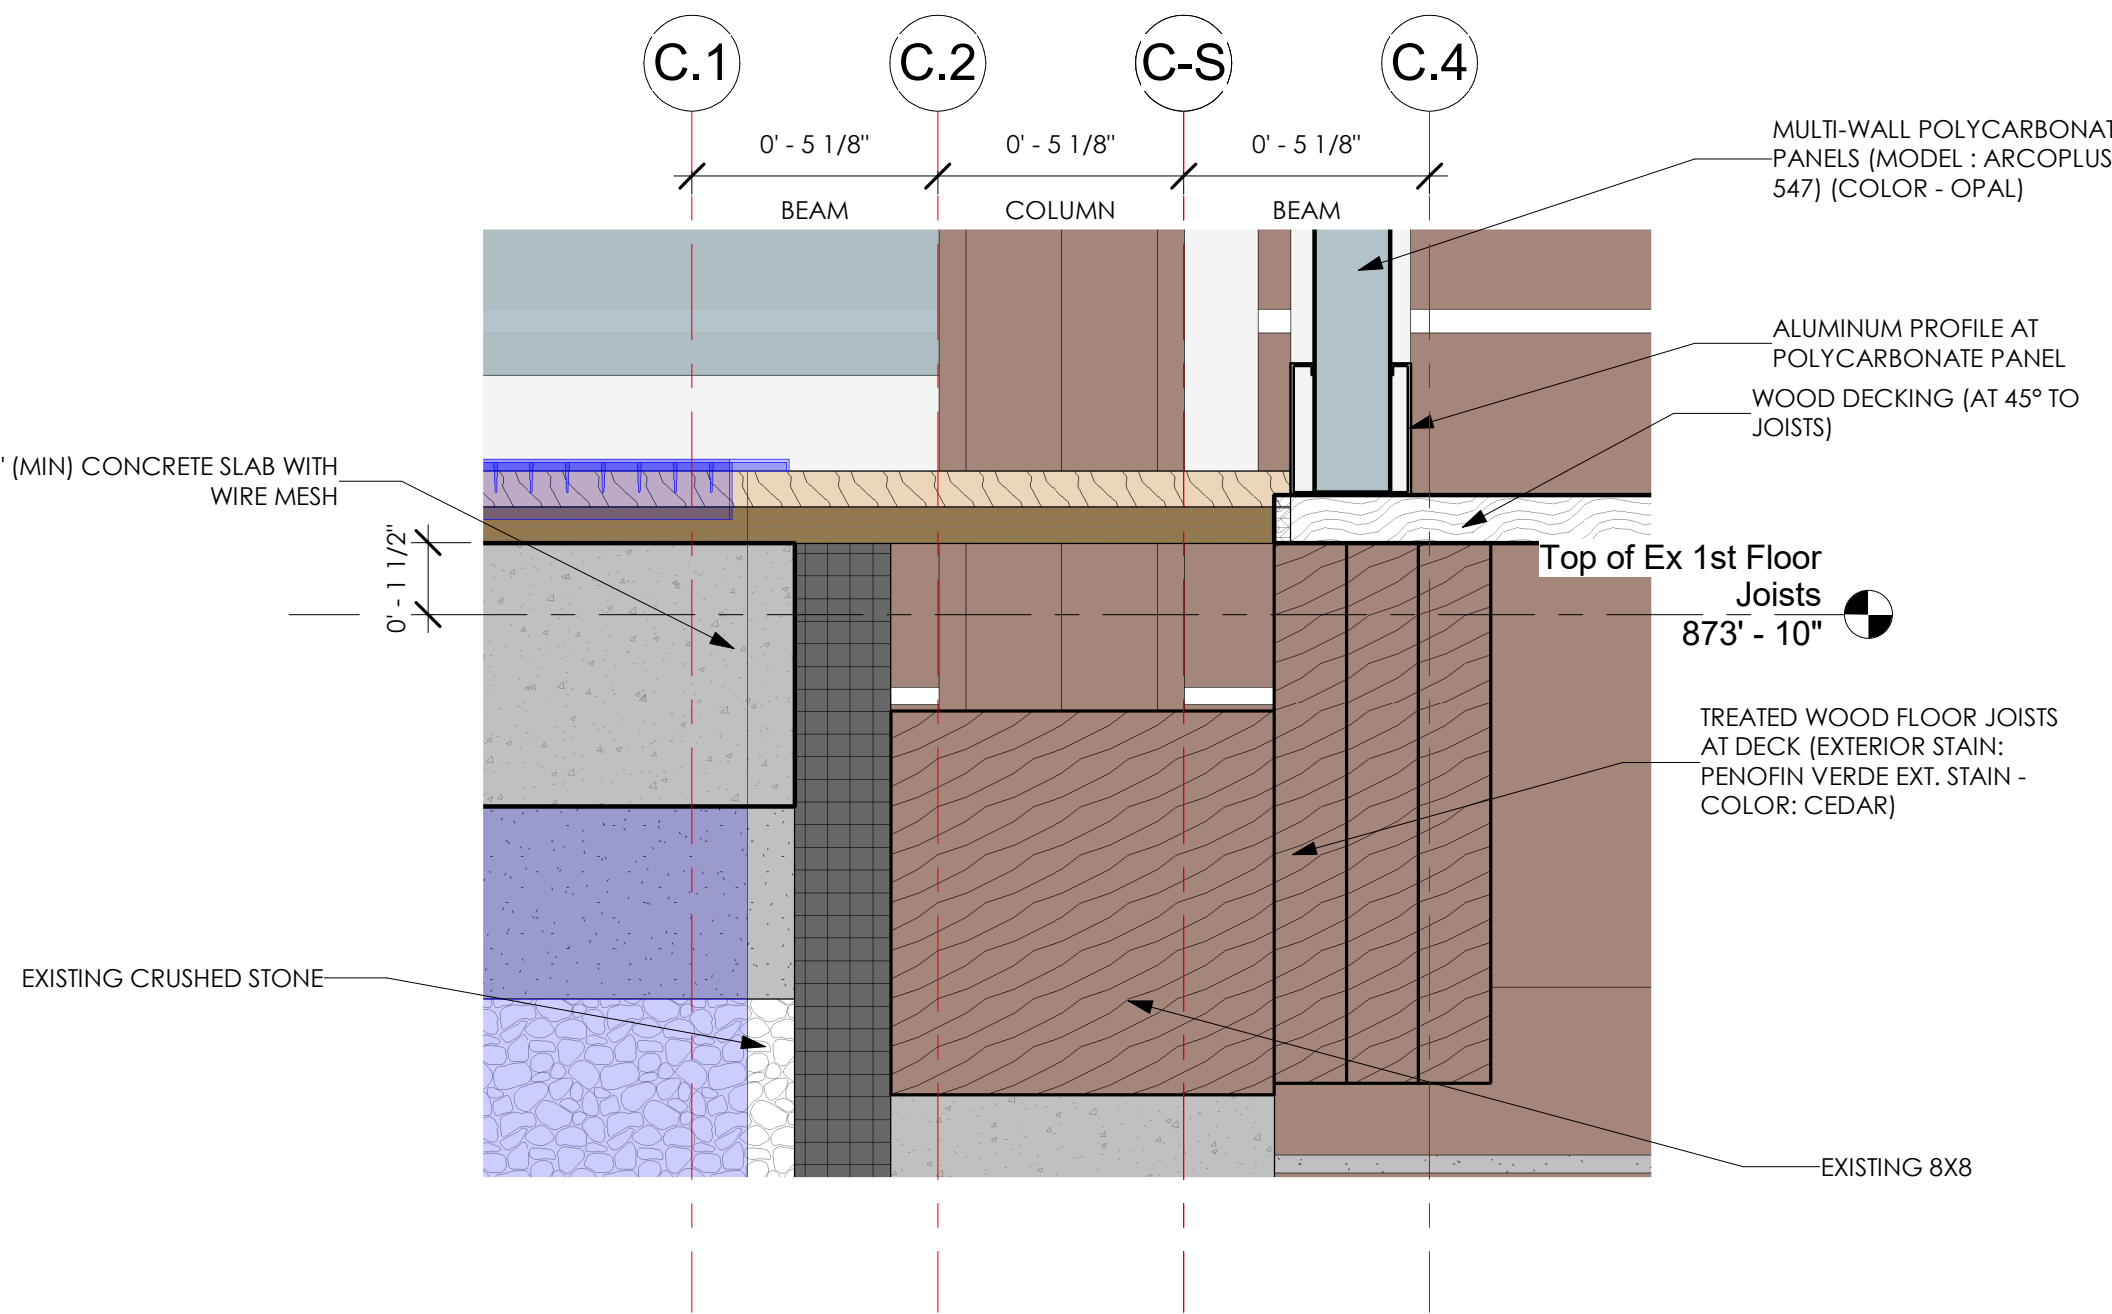 C.1
C.2
C-S
C.4
0' - 5 1/8"
0' - 5 1/8"
0' - 5 1/8"
BEAM
COLUMN
BEAM
MULTI-WALL POLYCARBONAT
PANELS (MODEL : ARCOPLUS
547) (COLOR - OPAL)
ALUMINUM PROFILE AT
POLYCARBONATE PANEL
WOOD DECKING (AT 45° TO
JOISTS)
' (MIN) CONCRETE SLAB WITH
WIRE MESH
0' - 1 1/2"
Top of Ex 1st Floor
Joists
873' - 10"
TREATED WOOD FLOOR JOISTS
AT DECK (EXTERIOR STAIN:
PENOFIN VERDE EXT. STAIN -
COLOR: CEDAR)
EXISTING CRUSHED STONE
EXISTING 8X8